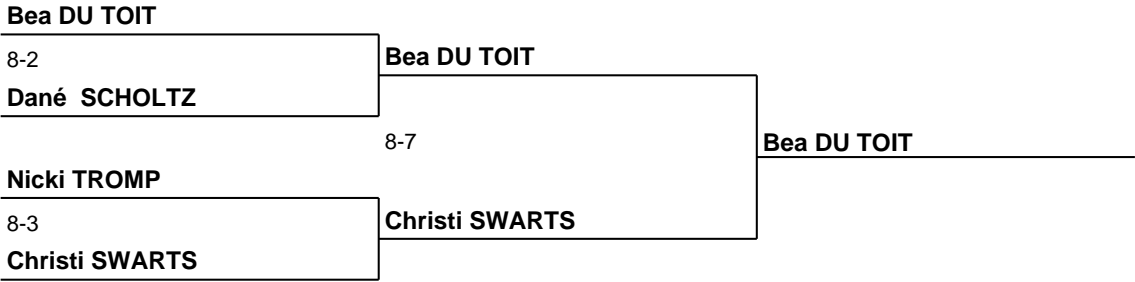 Bea DU TOIT
8-2
Bea DU TOIT
Dané  SCHOLTZ
8-7
Bea DU TOIT
Nicki TROMP
8-3
Christi SWARTS
Christi SWARTS